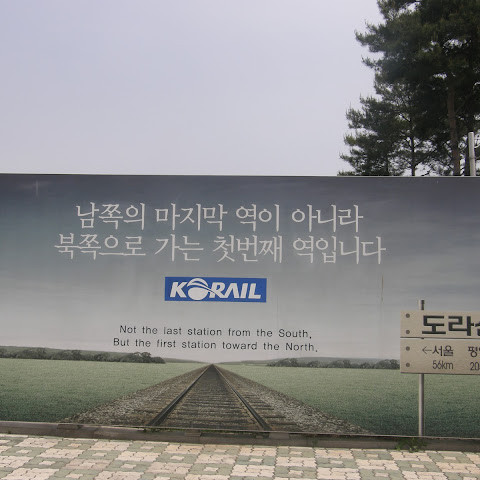 남쪽의 마지막 역이 아니라
북쪽으로 가는 첫번째 역입니다
KORAIL
Not the last station from the South,
But the first station toward the North.
←서울
56km